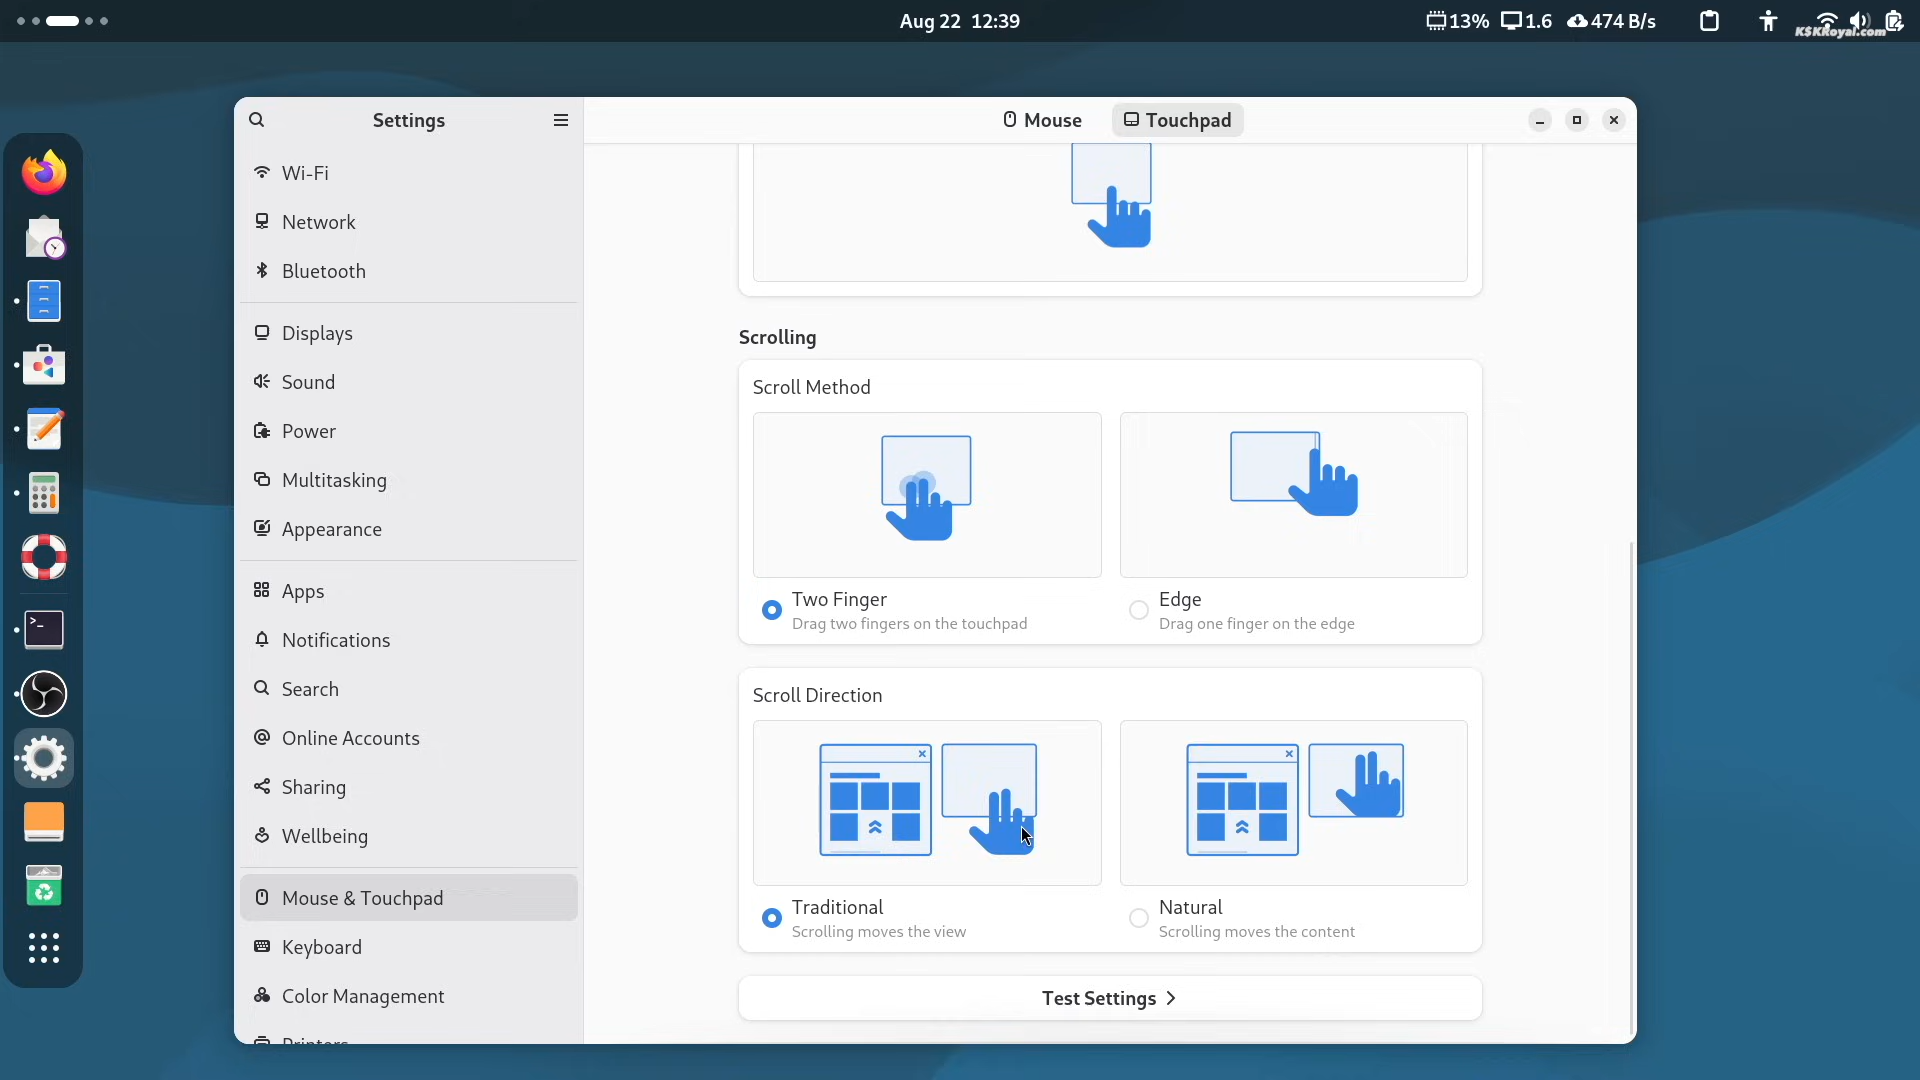 Aug 22 12:39
13% 1.6 474 B/s
K$KRoyal.com
Settings
Mouse
Touchpad
Wi-Fi
Network
Bluetooth
Displays
Sound
Power
Multitasking
Appearance
Apps
Notifications
Search
Online Accounts
Sharing
Wellbeing
Mouse & Touchpad
Keyboard
Color Management
Printers
Scrolling
Scroll Method
Two Finger
Drag two fingers on the touchpad
Edge
Drag one finger on the edge
Scroll Direction
Traditional
Scrolling moves the view
Natural
Scrolling moves the content
Test Settings